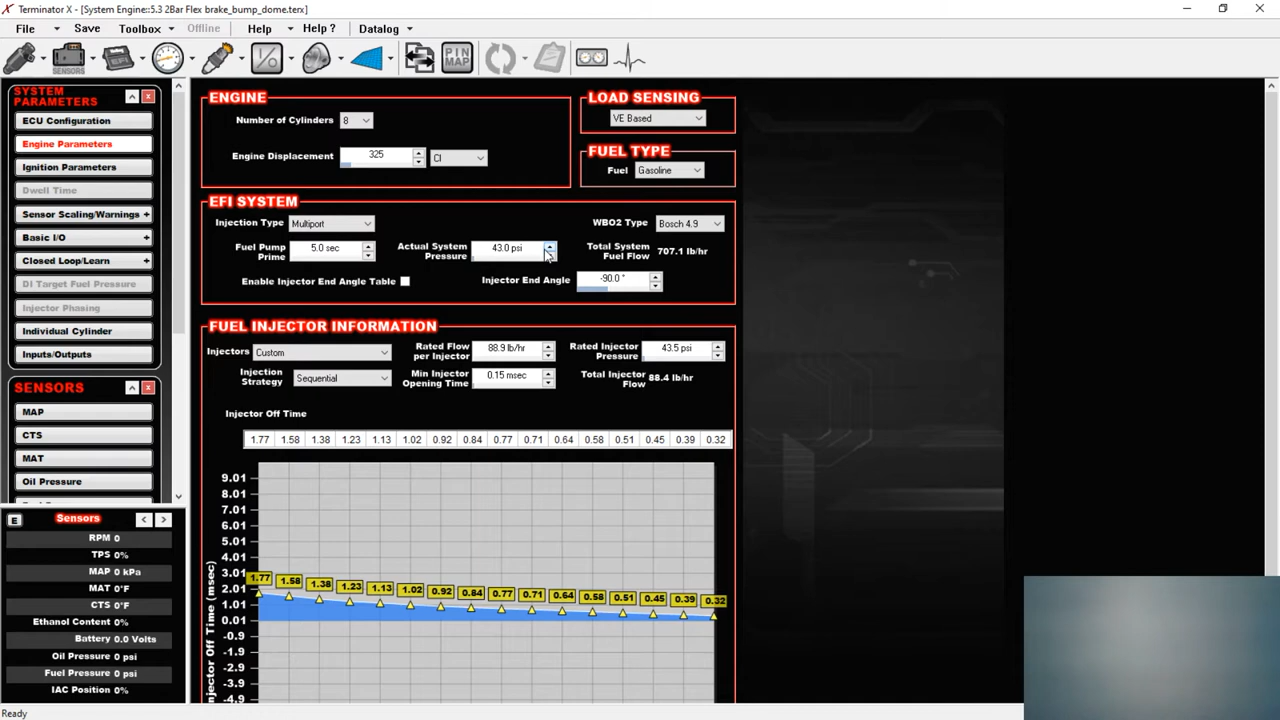 Terminator X - [System Engine::5.3 2Bar Flex brake_bump_dome.terx]
File Save Toolbox Offline Help Help ? Datalog
SENSORS I/O PIN MAP
SYSTEM PARAMETERS
ECU Configuration
Engine Parameters
Ignition Parameters
Dwell Time
Sensor Scaling/Warnings +
Basic I/O +
Closed Loop/Learn +
DI Target Fuel Pressure
Injector Phasing
Individual Cylinder
Inputs/Outputs
SENSORS
MAP
CTS
MAT
Oil Pressure
E Sensors < >
RPM 0
TPS 0%
MAP 0 kPa
MAT 0°F
CTS 0°F
Ethanol Content 0%
Battery 0.0 Volts
Oil Pressure 0 psi
Fuel Pressure 0 psi
IAC Position 0%
Ready
ENGINE
Number of Cylinders 8
Engine Displacement 325 CI
LOAD SENSING
VE Based
FUEL TYPE
Fuel Gasoline
EFI SYSTEM
Injection Type Multiport
WBO2 Type Bosch 4.9
Fuel Pump Prime 5.0 sec
Actual System Pressure 43.0 psi
Total System Fuel Flow 707.1 lb/hr
Enable Injector End Angle Table
Injector End Angle -90.0 °
FUEL INJECTOR INFORMATION
Injectors Custom
Rated Flow per Injector 88.9 lb/hr
Rated Injector Pressure 43.5 psi
Injection Strategy Sequential
Min Injector Opening Time 0.15 msec
Total Injector Flow 88.4 lb/hr
Injector Off Time
1.77 1.58 1.38 1.23 1.13 1.02 0.92 0.84 0.77 0.71 0.64 0.58 0.51 0.45 0.39 0.32
9.01
8.01
7.01
6.01
5.01
4.01
3.01
2.01
1.01
0.01
-0.9
-1.9
-2.9
-3.9
-4.9
njector Off Time (msec)
1.77 1.58 1.38 1.23 1.13 1.02 0.92 0.84 0.77 0.71 0.64 0.58 0.51 0.45 0.39 0.32